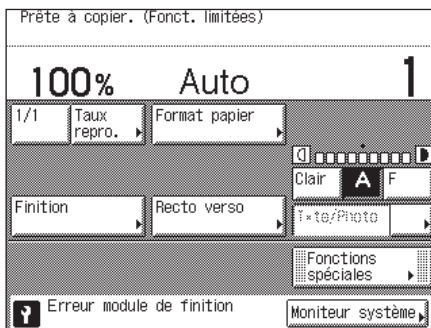 Prête à copier. (Fonct. limitées)
100% Auto 1
1/1 Taux repro. Format papier
Clair A F
Finition Recto verso Texte/Photo
Fonctions spéciales
Erreur module de finition Moniteur système